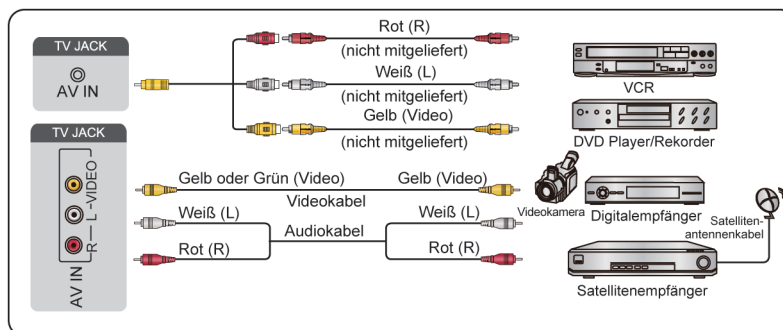 TV JACK
AV IN
Rot (R)
(nicht mitgeliefert)
Weiß (L)
(nicht mitgeliefert)
Gelb (Video)
(nicht mitgeliefert)
VCR
DVD Player/Rekorder
TV JACK
R — L -VIDEO
AV IN
Gelb oder Grün (Video)
Gelb (Video)
Videokabel
Weiß (L)
Weiß (L)
Audiokabel
Rot (R)
Rot (R)
Videokamera
Digitalempfänger
Satelliten-
antennenkabel
Satellitenempfänger